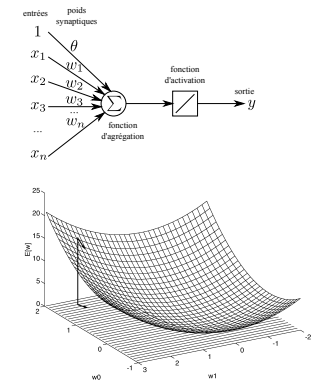 entrées
poids
synaptiques
1
θ
x₁
w₁
x₂
w₂
x₃
w₃
...
...
wₙ
xₙ
Σ
fonction
d'agrégation
fonction
d'activation
sortie
y
25
20
15
10
5
0
E[w]
2
1
0
-1
w0
3
2
1
0
-1
-2
w1